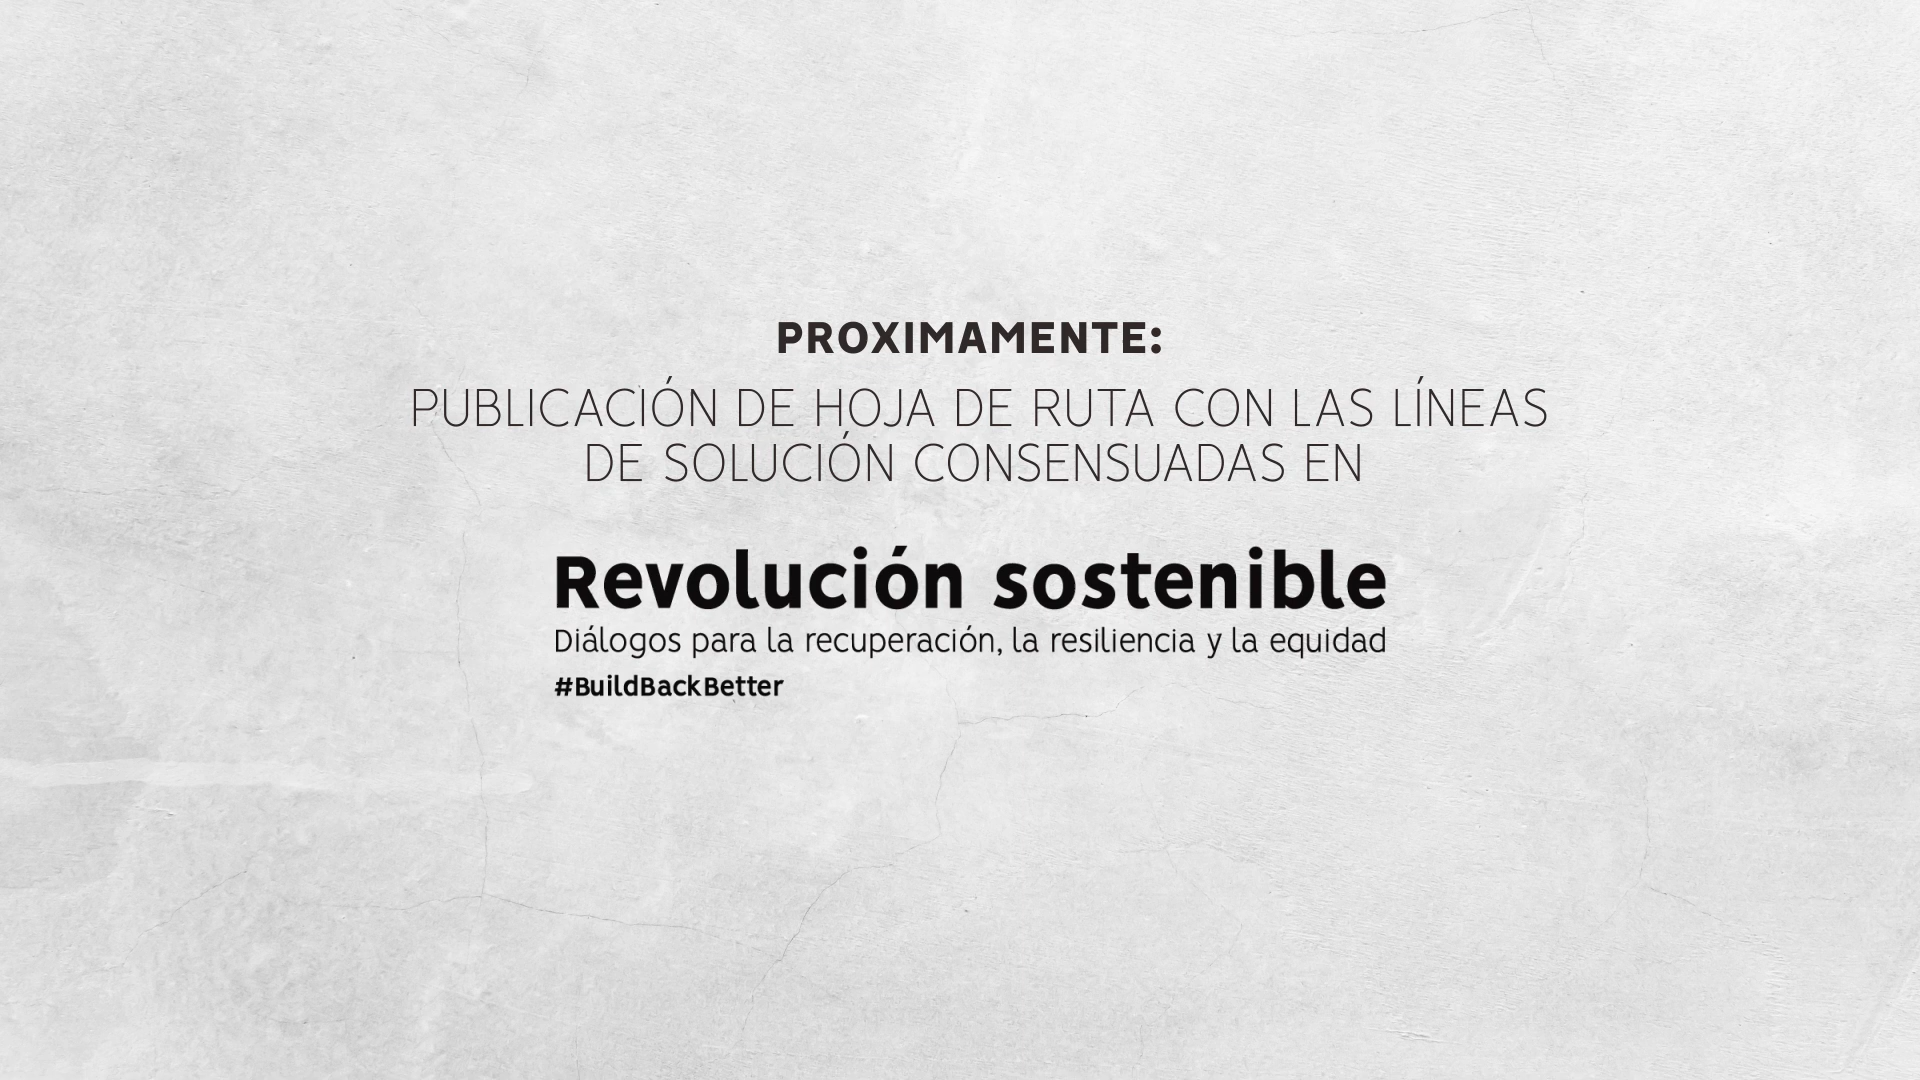 PROXIMAMENTE:
PUBLICACIÓN DE HOJA DE RUTA CON LAS LÍNEAS
DE SOLUCIÓN CONSENSUADAS EN
Revolución sostenible
Diálogos para la recuperación, la resiliencia y la equidad
#BuildBackBetter